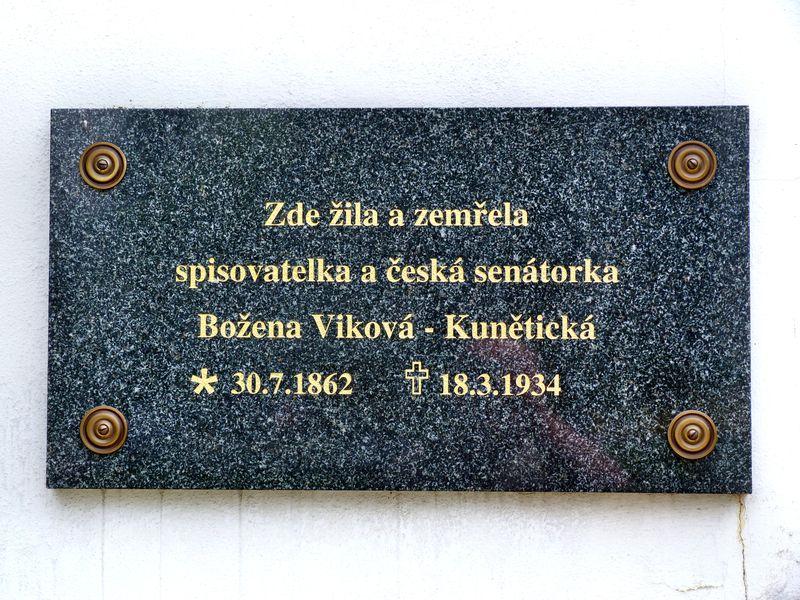 Zde žila a zemřela
spisovatelka a česká senátorka
Božena Viková - Kunětická
* 30.7.1862 ✝ 18.3.1934